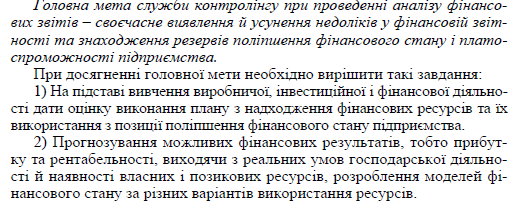 Головна мета служби контролінгу при проведенні аналізу фінансо-
вих звітів – своєчасне виявлення й усунення недоліків у фінансовій звіт-
ності та знаходження резервів поліпшення фінансового стану і плато-
спроможності підприємства.
При досягненні головної мети необхідно вирішити такі завдання:
1) На підставі вивчення виробничої, інвестиційної і фінансової діяльно-
сті дати оцінку виконання плану з надходження фінансових ресурсів та їх
використання з позиції поліпшення фінансового стану підприємства.
2) Прогнозування можливих фінансових результатів, тобто прибут-
ку та рентабельності, виходячи з реальних умов господарської діяльно-
сті й наявності власних і позикових ресурсів, розроблення моделей фі-
нансового стану за різних варіантів використання ресурсів.